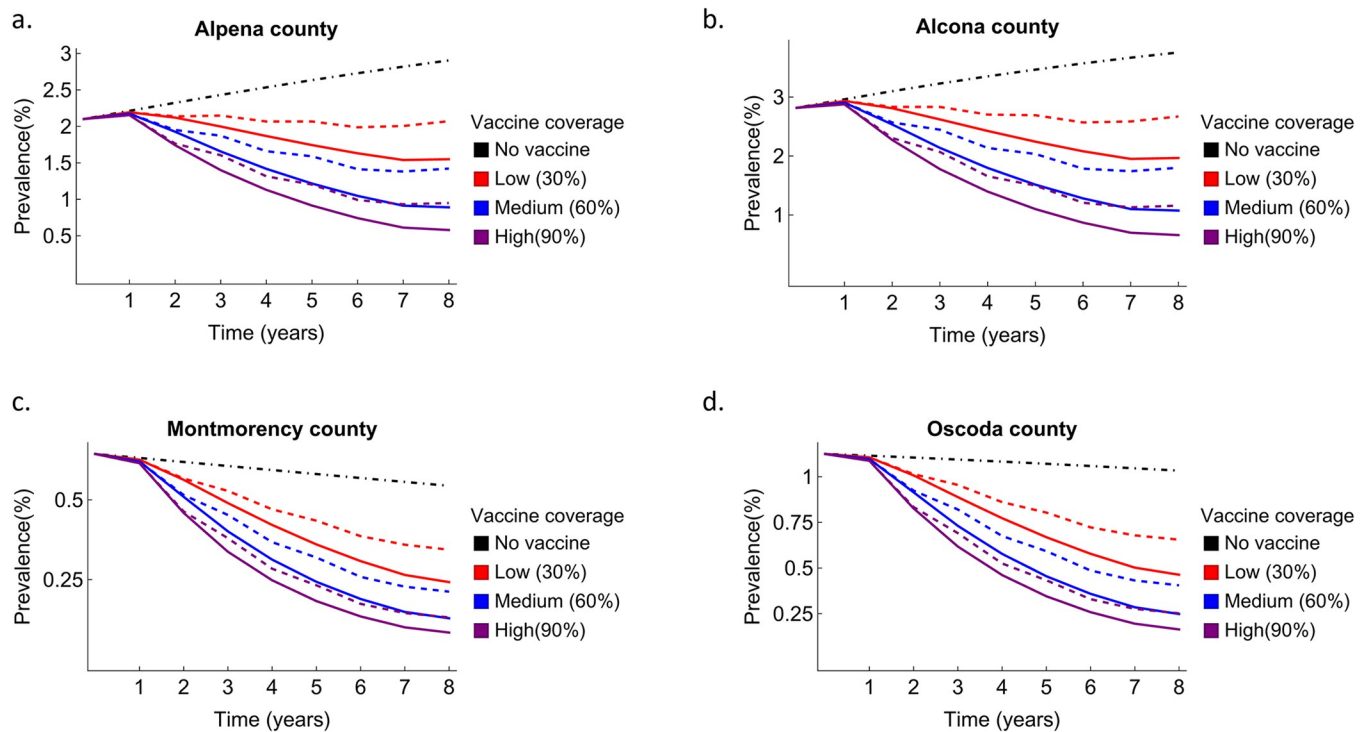 a.
Alpena county
Prevalence(%)
3
2.5
2
1.5
1
0.5
1 2 3 4 5 6 7 8
Time (years)
Vaccine coverage
No vaccine
Low (30%)
Medium (60%)
High(90%)
b.
Alcona county
Prevalence(%)
3
2
1
1 2 3 4 5 6 7 8
Time (years)
Vaccine coverage
No vaccine
Low (30%)
Medium (60%)
High(90%)
c.
Montmorency county
Prevalence(%)
0.5
0.25
1 2 3 4 5 6 7 8
Time (years)
Vaccine coverage
No vaccine
Low (30%)
Medium (60%)
High(90%)
d.
Oscoda county
Prevalence(%)
1
0.75
0.5
0.25
1 2 3 4 5 6 7 8
Time (years)
Vaccine coverage
No vaccine
Low (30%)
Medium (60%)
High(90%)